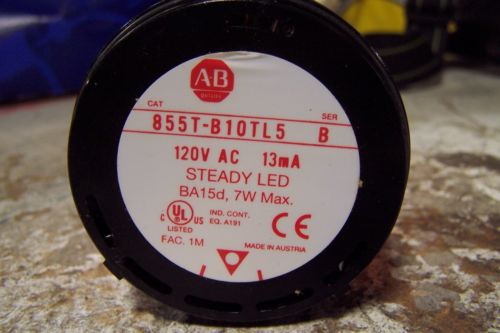 A-B
CAT
SER
855T-B10TL5 B
120V AC 13mA
STEADY LED
BA15d, 7W Max.
C UL US
LISTED
IND. CONT.
EQ. A191
CE
FAC. 1M
MADE IN AUSTRIA